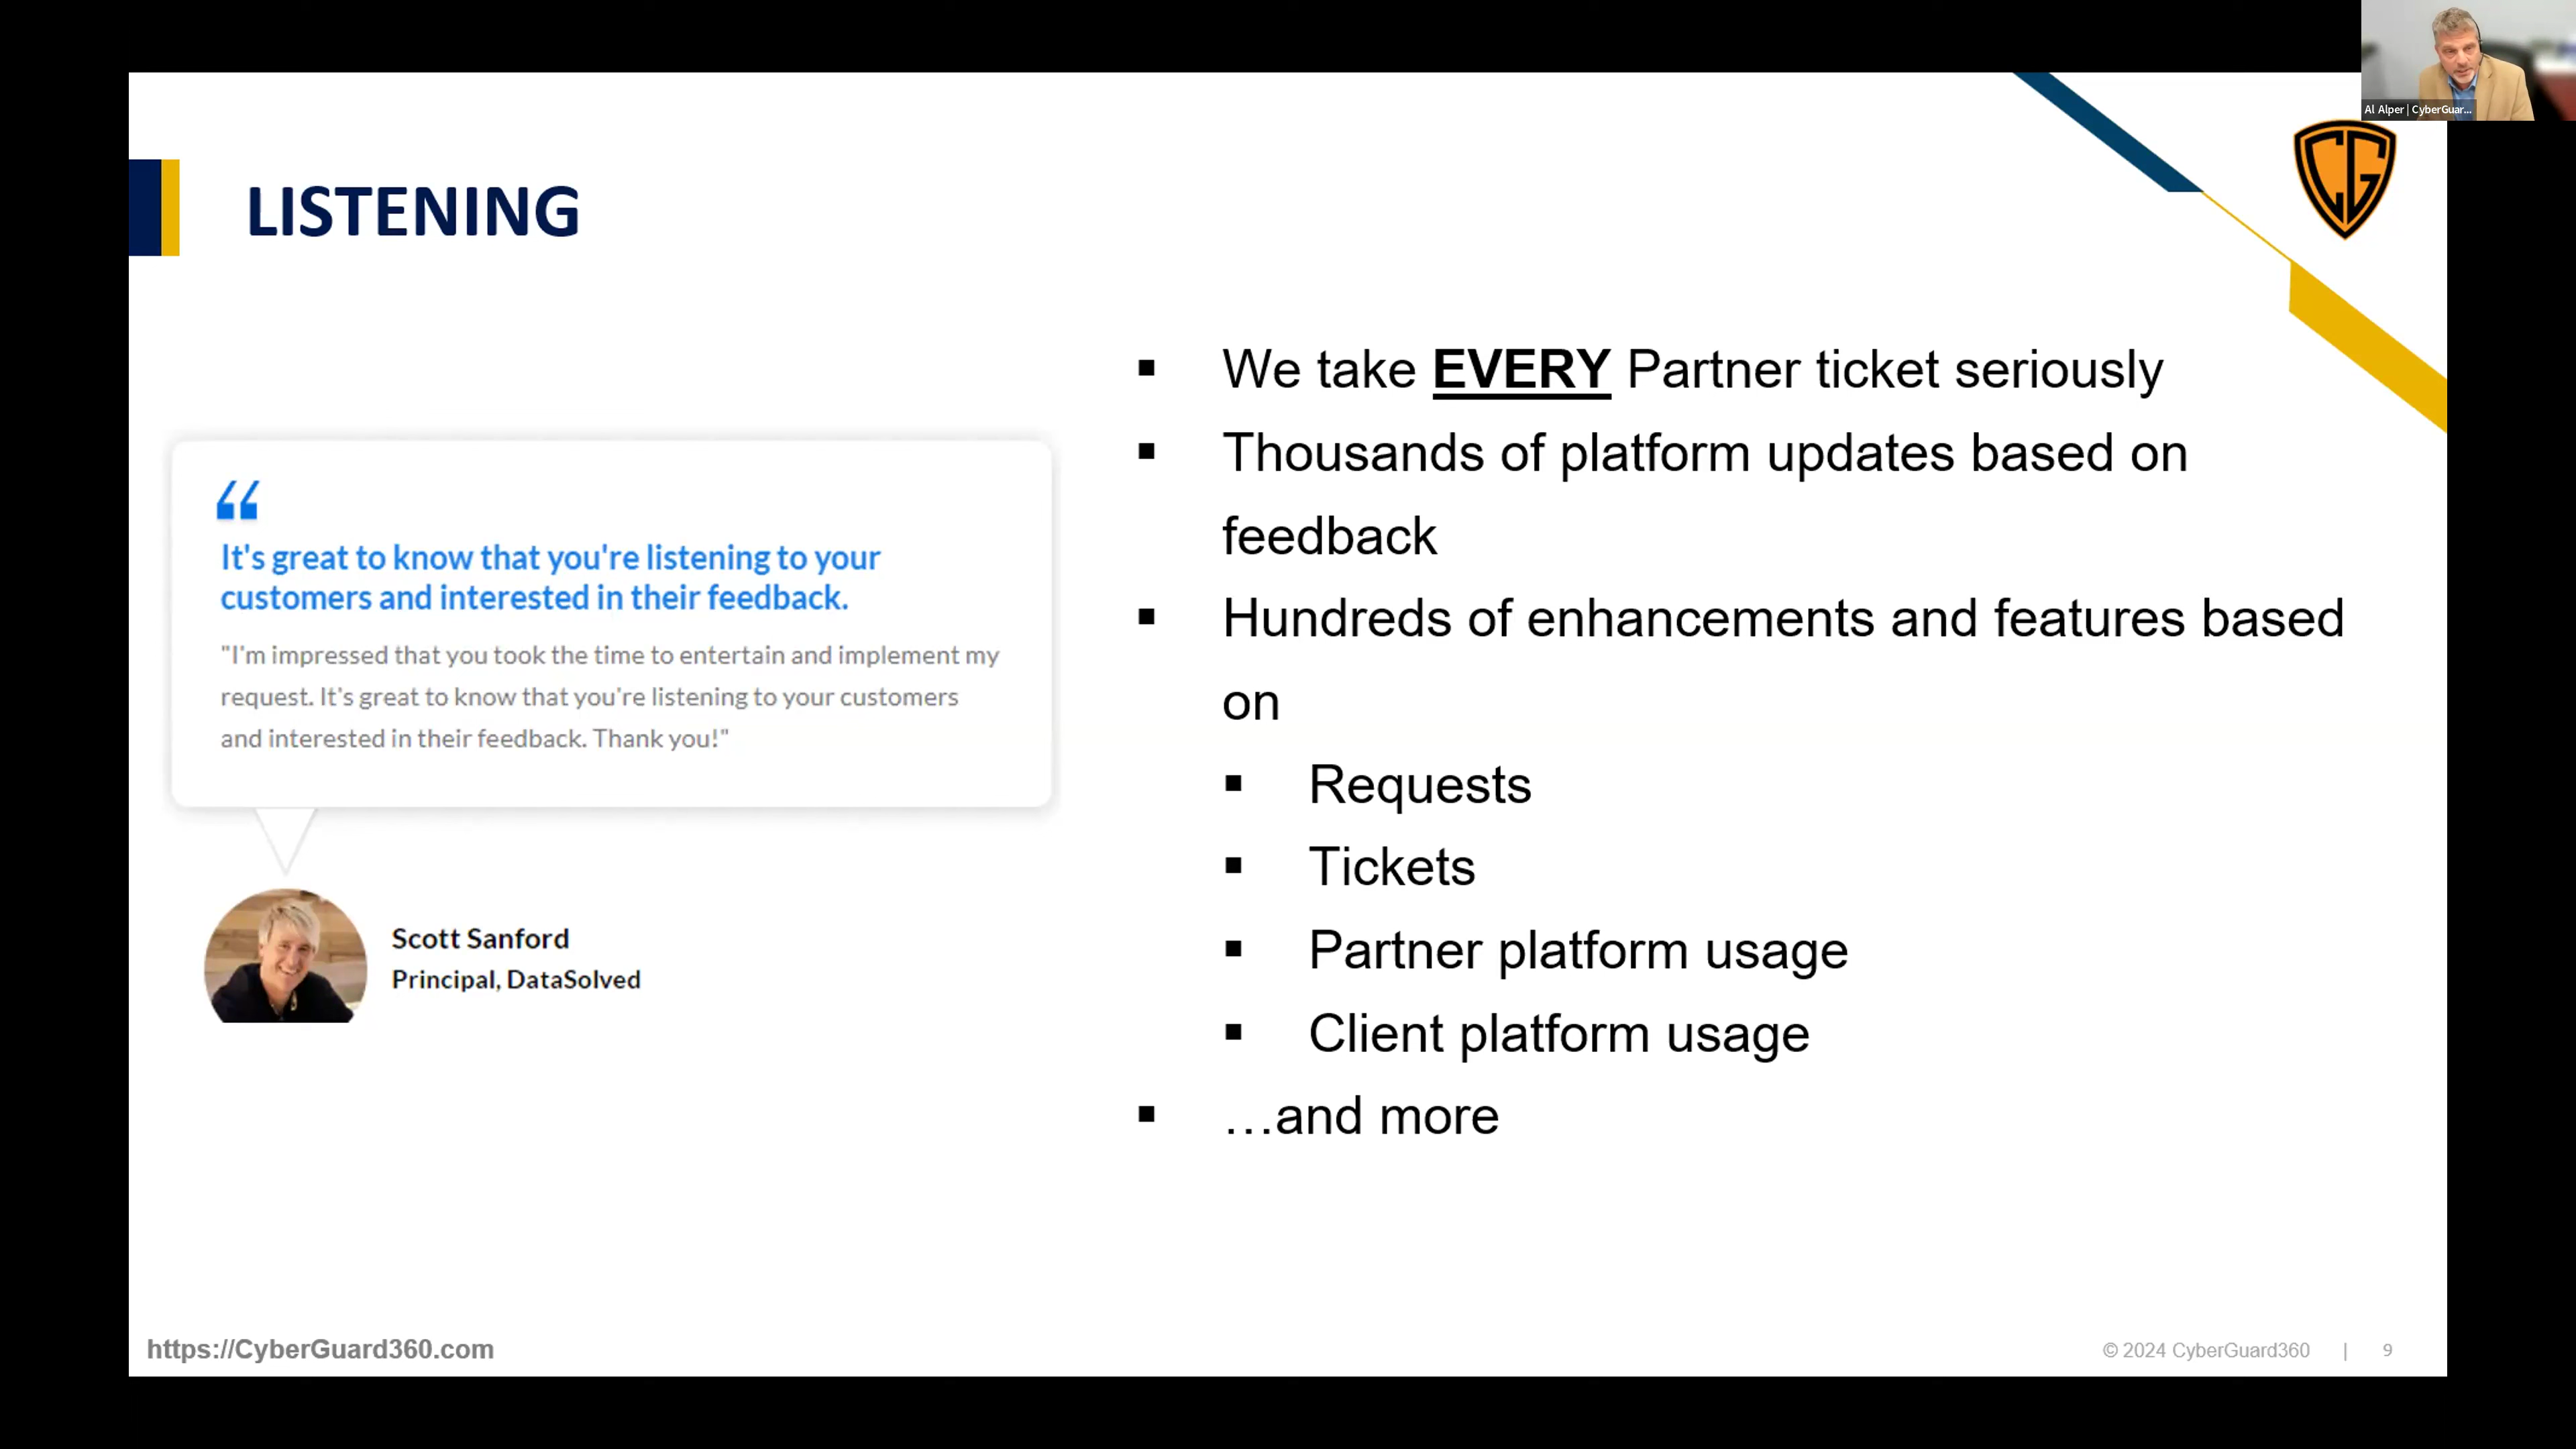 Al Alper | CyberGuar...
CG
LISTENING
“
It's great to know that you're listening to your
customers and interested in their feedback.
"I'm impressed that you took the time to entertain and implement my
request. It's great to know that you're listening to your customers
and interested in their feedback. Thank you!"
Scott Sanford
Principal, DataSolved
▪ We take EVERY Partner ticket seriously
▪ Thousands of platform updates based on
feedback
▪ Hundreds of enhancements and features based
on
▪ Requests
▪ Tickets
▪ Partner platform usage
▪ Client platform usage
▪ …and more
https://CyberGuard360.com
© 2024 CyberGuard360 | 9